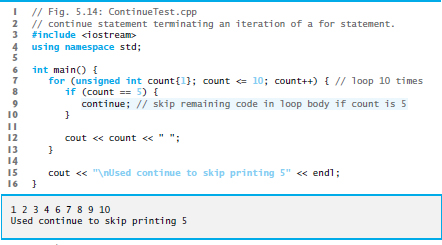 1 // Fig. 5.14: ContinueTest.cpp
2 // continue statement terminating an iteration of a for statement.
3 #include <iostream>
4 using namespace std;
5
6 int main() {
7 for (unsigned int count{1}; count <= 10; count++) { // loop 10 times
8 if (count == 5) {
9 continue; // skip remaining code in loop body if count is 5
10 }
11
12 cout << count << " ";
13 }
14
15 cout << "\nUsed continue to skip printing 5" << endl;
16 }
1 2 3 4 6 7 8 9 10
Used continue to skip printing 5